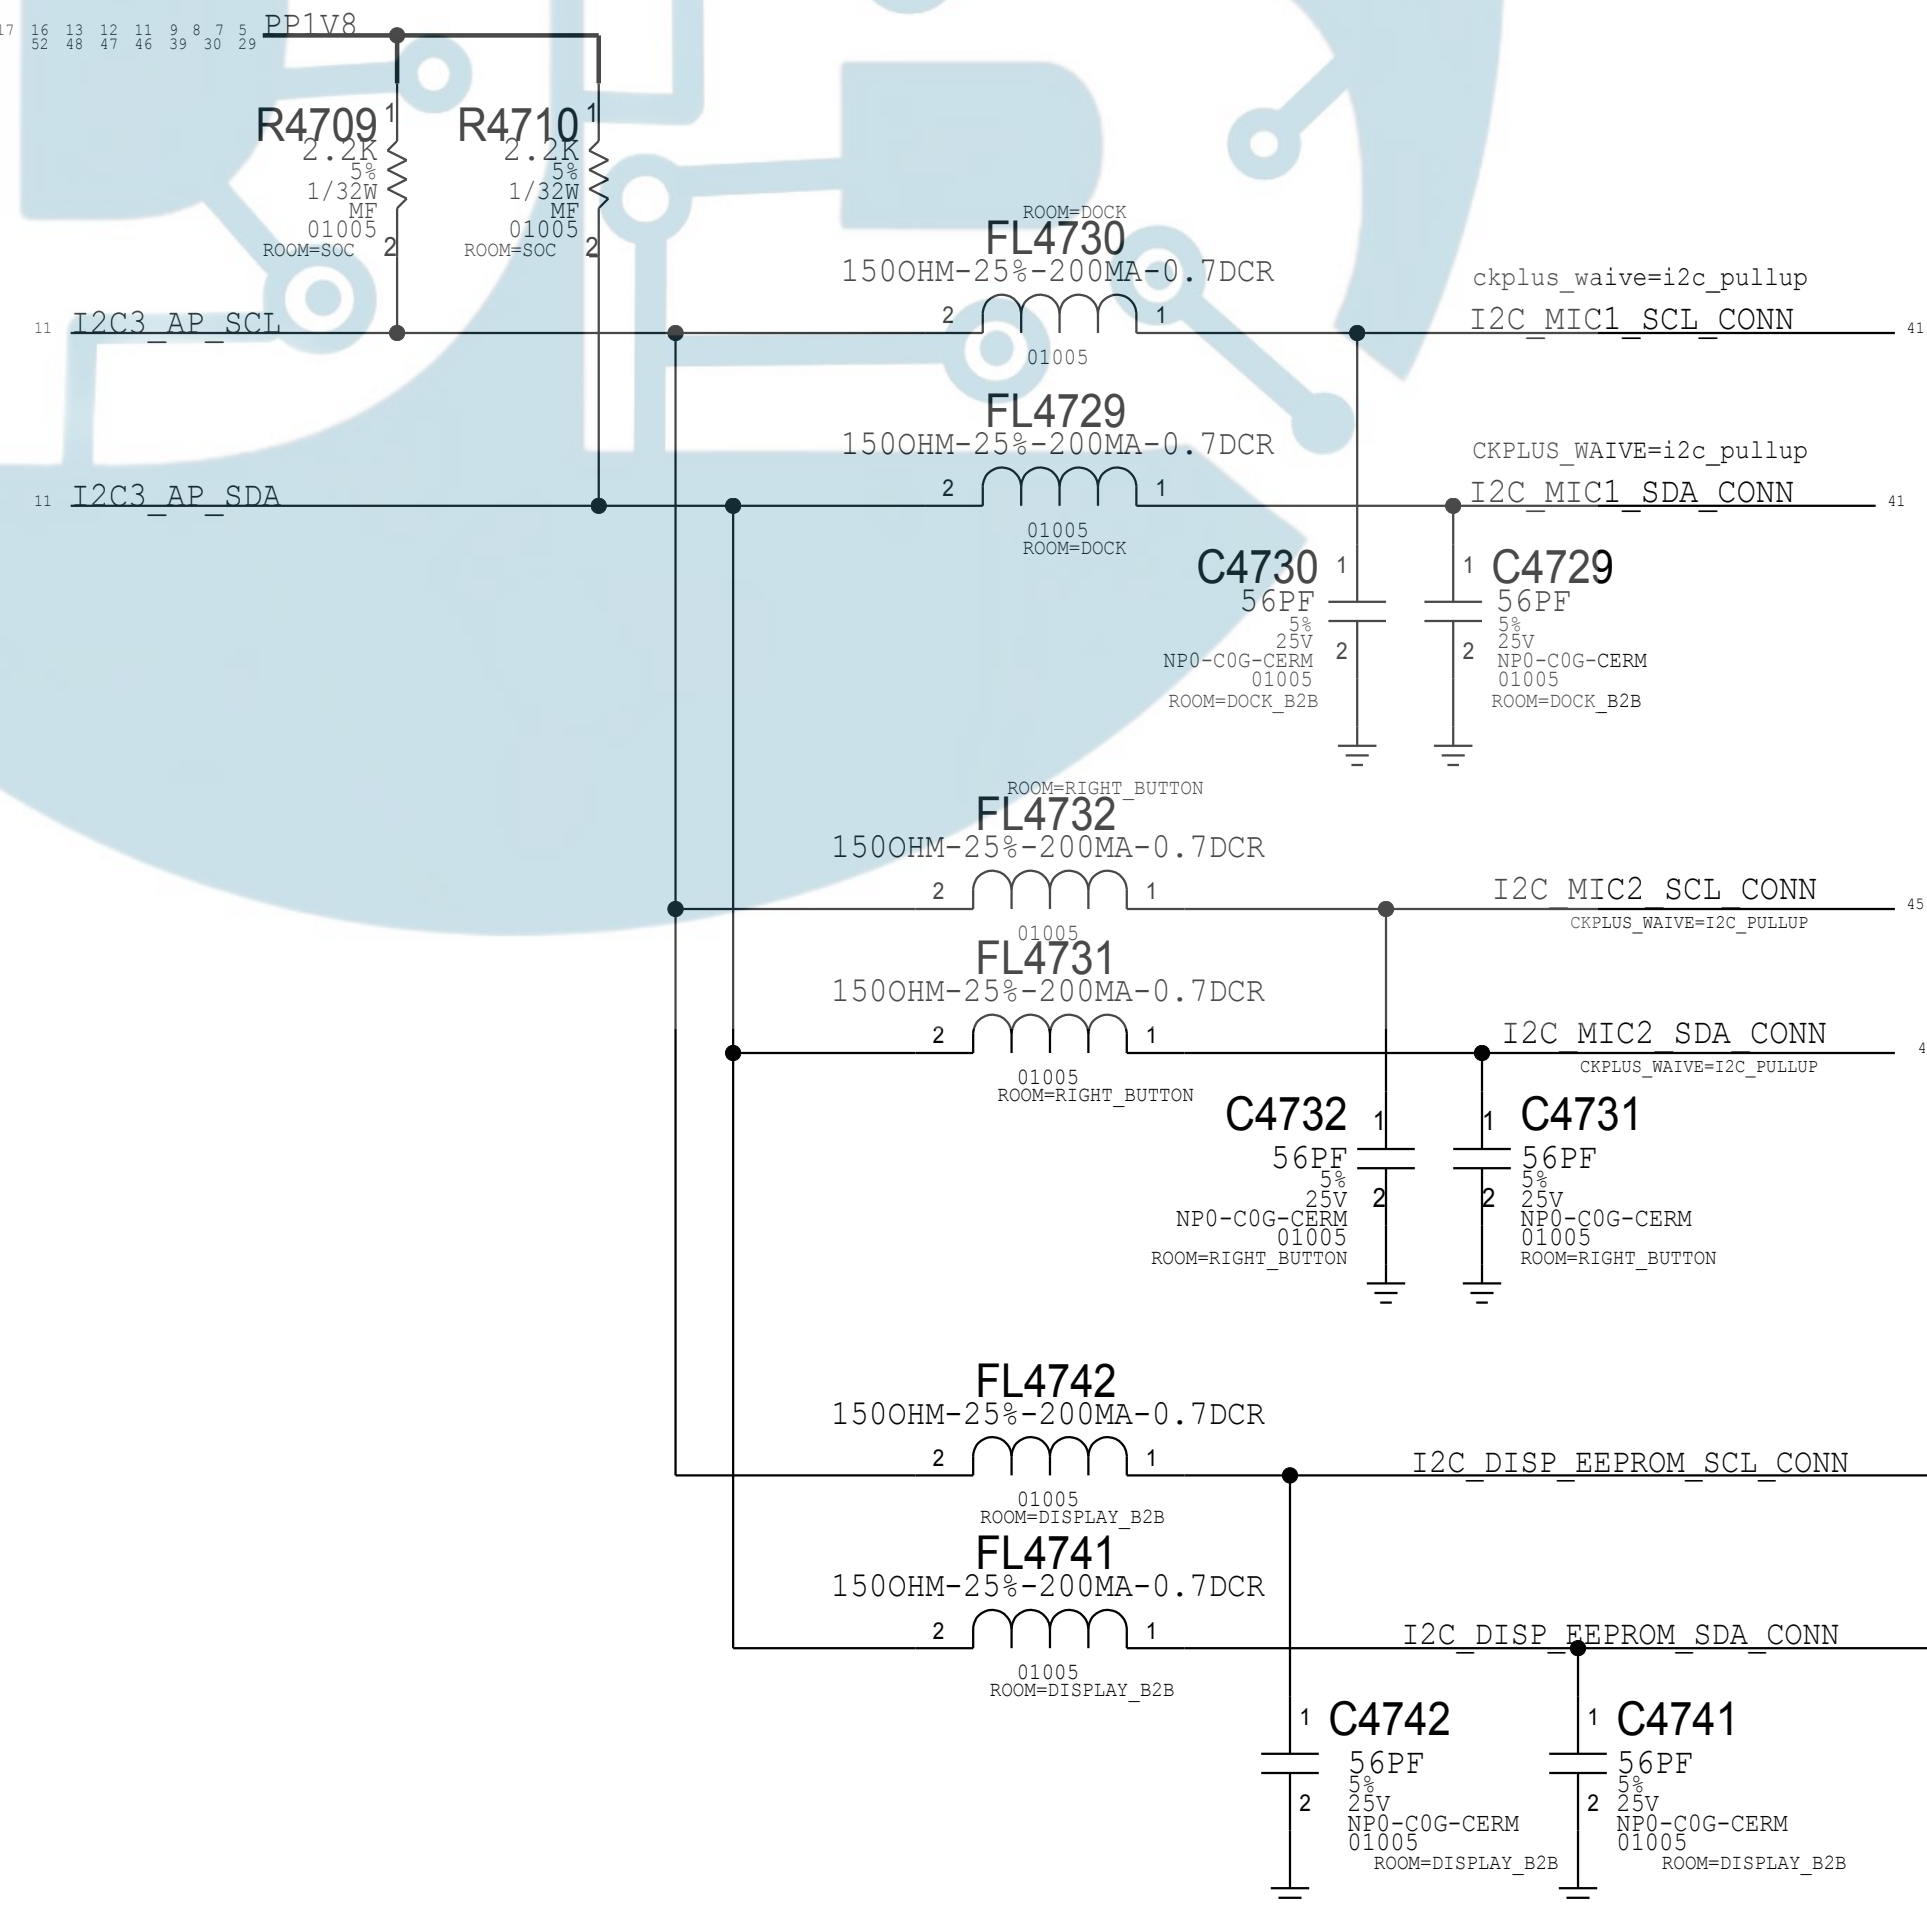 17 16 13 12 11 9 8 7 5
52 48 47 46 39 30 29
PP1V8
R4709
2.2K
5%
1/32W
MF
01005
ROOM=SOC
1
2
R4710
2.2K
5%
1/32W
MF
01005
ROOM=SOC
1
2
ROOM=DOCK
FL4730
150OHM-25%-200MA-0.7DCR
2 1
01005
ckplus_waive=i2c_pullup
11 I2C3_AP_SCL
I2C_MIC1_SCL_CONN 41
FL4729
150OHM-25%-200MA-0.7DCR
2 1
01005
ROOM=DOCK
CKPLUS_WAIVE=i2c_pullup
11 I2C3_AP_SDA
I2C_MIC1_SDA_CONN 41
C4730
1
56PF
5%
25V
2
NP0-C0G-CERM
01005
ROOM=DOCK_B2B
1
C4729
56PF
5%
25V
2
NP0-C0G-CERM
01005
ROOM=DOCK_B2B
ROOM=RIGHT_BUTTON
FL4732
150OHM-25%-200MA-0.7DCR
2 1
01005
I2C_MIC2_SCL_CONN 45
CKPLUS_WAIVE=I2C_PULLUP
FL4731
150OHM-25%-200MA-0.7DCR
2 1
01005
ROOM=RIGHT_BUTTON
I2C_MIC2_SDA_CONN 4
CKPLUS_WAIVE=I2C_PULLUP
C4732
1
56PF
5%
25V
2
NP0-C0G-CERM
01005
ROOM=RIGHT_BUTTON
1
C4731
56PF
5%
25V
2
NP0-C0G-CERM
01005
ROOM=RIGHT_BUTTON
FL4742
150OHM-25%-200MA-0.7DCR
2 1
01005
ROOM=DISPLAY_B2B
I2C_DISP_EEPROM_SCL_CONN
FL4741
150OHM-25%-200MA-0.7DCR
2 1
01005
ROOM=DISPLAY_B2B
I2C_DISP_EEPROM_SDA_CONN
1
C4742
56PF
5%
25V
2
NP0-C0G-CERM
01005
ROOM=DISPLAY_B2B
1
C4741
56PF
5%
25V
2
NP0-C0G-CERM
01005
ROOM=DISPLAY_B2B